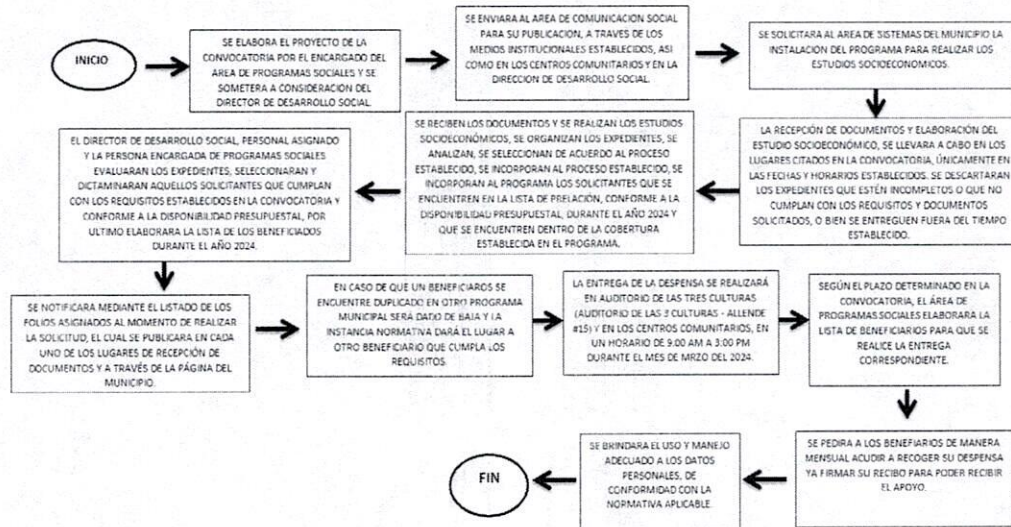 INICIO
SE ELABORA EL PROYECTO DE LA
CONVOCATORIA POR EL ENCARGADO DEL
AREA DE PROGRAMAS SOCIALES Y SE
SOMETERA A CONSIDERACIÓN DEL
DIRECTOR DE DESARROLLO SOCIAL.
SE ENVIARA AL AREA DE COMUNICACIÓN SOCIAL
PARA SU PUBLICACION, A TRAVÉS DE LOS
MEDIOS INSTITUCIONALES ESTABLECIDOS, ASI
COMO EN LOS CENTROS COMUNITARIOS Y EN LA
DIRECCION DE DESARROLLO SOCIAL.
SE SOLICITARA AL AREA DE SISTEMAS DEL MUNICIPIO LA
INSTALACIÓN DEL PROGRAMA PARA REALIZAR LOS
ESTUDIOS SOCIOECONOMICOS.
LA RECEPCIÓN DE DOCUMENTOS Y ELABORACIÓN DEL
ESTUDIO SOCIOECONÓMICO, SE LLEVARA A CABO EN LOS
LUGARES CITADOS EN LA CONVOCATORIA, ÚNICAMENTE EN
LAS FECHAS Y HORARIOS ESTABLECIDOS. SE DESCARTARAN
LOS EXPEDIENTES QUE ESTÉN INCOMPLETOS O QUE NO
CUMPLAN CON LOS REQUISITOS Y DOCUMENTOS
SOLICITADOS, O BIEN SE ENTREGUEN FUERA DEL TIEMPO
ESTABLECIDO.
SE RECIBEN LOS DOCUMENTOS Y SE REALIZAN LOS ESTUDIOS
SOCIOECONÓMICOS, SE ORGANIZAN LOS EXPEDIENTES, SE
ANALIZAN, SE SELECCIONAN DE ACUERDO AL PROCESO
ESTABLECIDO, SE INCORPORAN AL PROCESO ESTABLECIDO, SE
INCORPORAN AL PROGRAMA LOS SOLICITANTES QUE SE
ENCUENTREN EN LA LISTA DE PRELACIÓN, CONFORME A LA
DISPONIBILIDAD PRESUPUESTAL, DURANTE EL AÑO 2024 Y
QUE SE ENCUENTREN DENTRO DE LA COBERTURA
ESTABLECIDA EN EL PROGRAMA.
EL DIRECTOR DE DESARROLLO SOCIAL, PERSONAL ASIGNADO
Y LA PERSONA ENCARGADA DE PROGRAMAS SOCIALES
EVALUARAN LOS EXPEDIENTES, SELECCIONARAN Y
DICTAMINARAN AQUELLOS SOLICITANTES QUE CUMPLAN
CON LOS REQUISITOS ESTABLECIDOS EN LA CONVOCATORIA Y
CONFORME A LA DISPONIBILIDAD PRESUPUESTAL, POR
ULTIMO ELABORARA LA LISTA DE LOS BENEFICIADOS
DURANTE EL AÑO 2024.
SE NOTIFICARA MEDIANTE EL LISTADO DE LOS
FOLIOS ASIGNADOS AL MOMENTO DE REALIZAR
LA SOLICITUD, EL CUAL SE PUBLICARA EN CADA
UNO DE LOS LUGARES DE RECEPCIÓN DE
DOCUMENTOS Y A TRAVÉS DE LA PÁGINA DEL
MUNICIPIO.
EN CASO DE QUE UN BENEFICIAROS SE
ENCUENTRE DUPLICADO EN OTRO PROGRAMA
MUNICIPAL SERÁ DADO DE BAJA Y LA
INSTANCIA NORMATIVA DARÁ EL LUGAR A
OTRO BENEFICIARIO QUE CUMPLA LOS
REQUISITOS.
LA ENTREGA DE LA DESPENSA SE REALIZARÁ
EN AUDITORIO DE LAS TRES CULTURAS
(AUDITORIO DE LAS 3 CULTURAS - ALLENDE
#15) Y EN LOS CENTROS COMUNITARIOS, EN
UN HORARIO DE 9:00 AM A 3:00 PM
DURANTE EL MES DE MRZO DEL 2024.
SEGÚN EL PLAZO DETERMINADO EN LA
CONVOCATORIA, EL ÁREA DE
PROGRAMAS SOCIALES ELABORARA LA
LISTA DE BENEFICIARIOS PARA QUE SE
REALICE LA ENTREGA
CORRESPONDIENTE.
SE PEDIRA A LOS BENEFIARIOS DE MANERA
MENSUAL ACUDIR A RECOGER SU DESPENSA
YA FIRMAR SU RECIBO PARA PODER RECIBIR
EL APOYO.
SE BRINDARA EL USO Y MANEJO
ADECUADO A LOS DATOS
PERSONALES, DE
CONFORMIDAD CON LA
NORMATIVA APLICABLE.
FIN